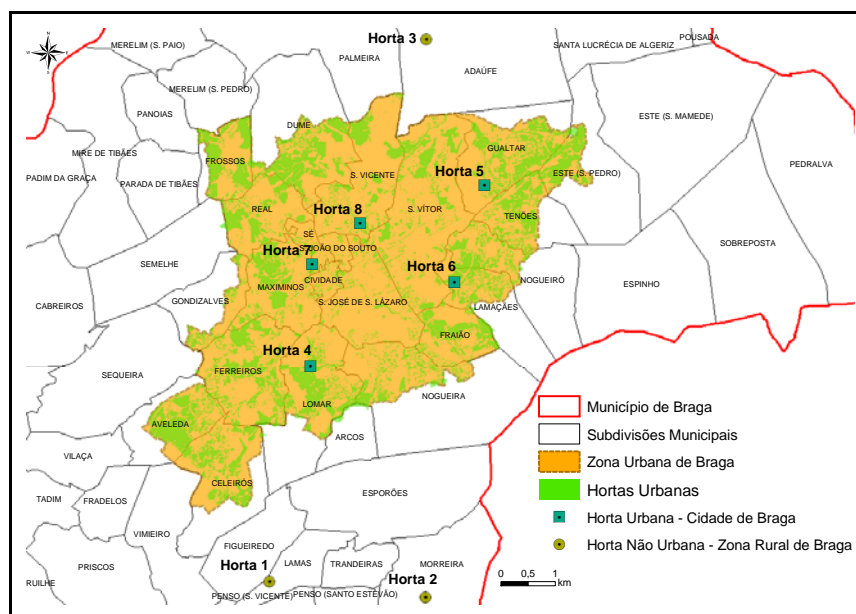 N
W
E
S
MERELIM (S. PAIO)
Horta 3
PALMEIRA
ADAÚFE
SANTA LUCRÉCIA DE ALGERIZ
POUSADA
MERELIM (S. PEDRO)
PANOIAS
DUME
ESTE (S. MAMEDE)
MIRE DE TIBÃES
FROSSOS
GUALTAR
PEDRALVA
PADIM DA GRAÇA
PARADA DE TIBÃES
S. VICENTE
Horta 5
ESTE (S. PEDRO)
REAL
Horta 8
S. VÍTOR
TENÕES
SÉ
S. JOÃO DO SOUTO
Horta 7
SOBREPOSTA
SEMELHE
Horta 6
CIVIDADE
NOGUEIRÓ
ESPINHO
MAXIMINOS
GONDIZALVES
S. JOSÉ DE S. LÁZARO
LAMAÇÃES
CABREIROS
FRAIÃO
Horta 4
SEQUEIRA
FERREIROS
NOGUEIRA
LOMAR
AVELEDA
ARCOS
VILAÇA
CELEIRÓS
TADIM
FRADELOS
ESPORÕES
VIMIEIRO
FIGUEIREDO
PRISCOS
LAMAS
TRANDEIRAS
MORREIRA
RUILHE
Horta 1
Horta 2
PENSO (S. VICENTE)
PENSO (SANTO ESTÊVÃO)
Município de Braga
Subdivisões Municipais
Zona Urbana de Braga
Hortas Urbanas
Horta Urbana - Cidade de Braga
Horta Não Urbana - Zona Rural de Braga
0 0,5 1
km